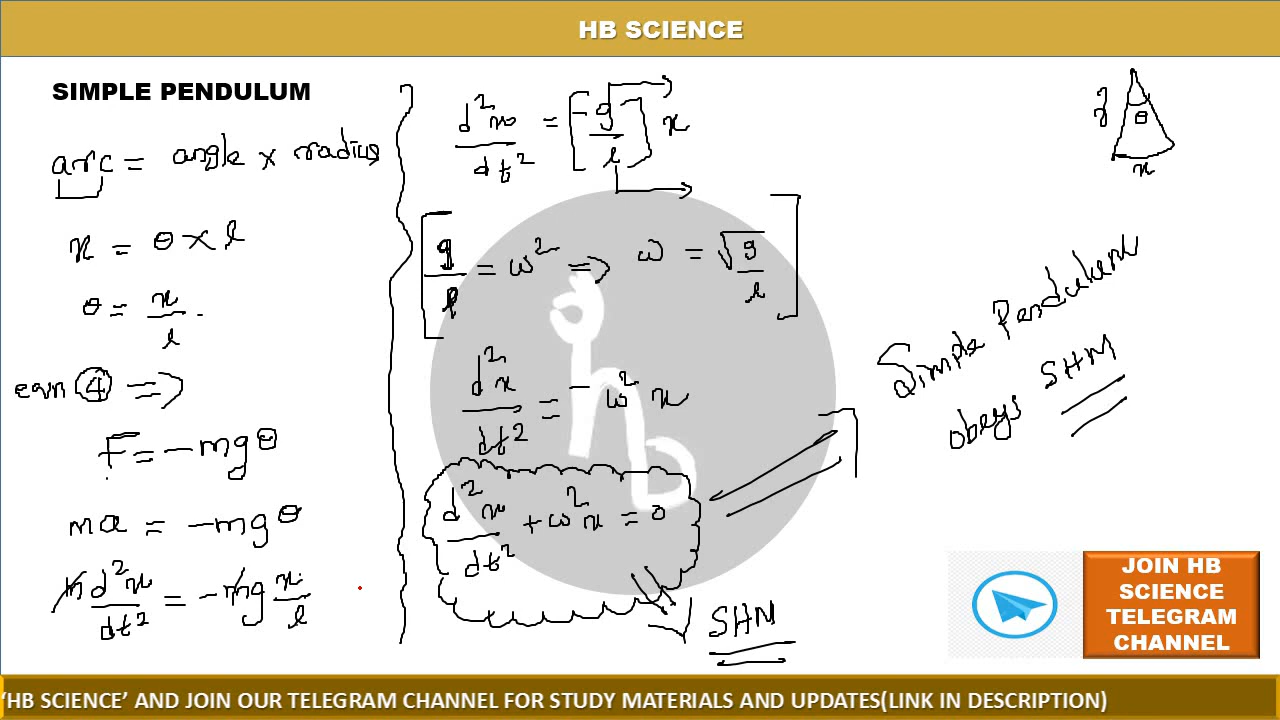 HB SCIENCE
SIMPLE PENDULUM
arc = angle × radius
x = θ × l
θ = x/l
eqn ④ ⇒
F = -mgθ
ma = -mgθ
m d²x/dt² = -mg x/l
d²x/dt² = [-g/l] x
[g/l = ω² ⇒ ω = √g/l]
d²x/dt² = -ω² x
d²x/dt² + ω²x = 0
SHM
l θ
x
Simple Pendulum
obeys SHM
hb
JOIN HB
SCIENCE
TELEGRAM
CHANNEL
'HB SCIENCE' AND JOIN OUR TELEGRAM CHANNEL FOR STUDY MATERIALS AND UPDATES(LINK IN DESCRIPTION)